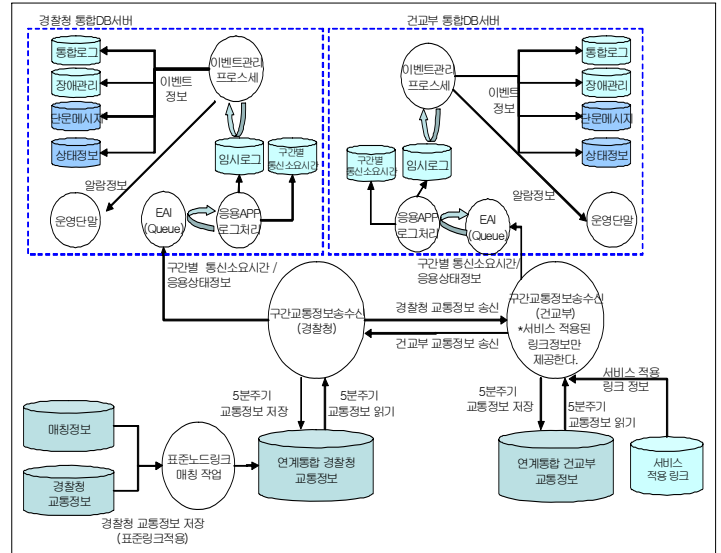 경찰청 통합DB서버
건교부 통합DB서버
통합로그
장애관리
단문메시지
상태정보
이벤트
정보
이벤트관리
프로스세
임시로그
구간별
통신소요시간
알람정보
운영단말
EAI
(Queue)
응용APP
로그처리
구간별 통신소요시간 /
응용상태정보
이벤트관리
프로스세
통합로그
장애관리
단문메시지
상태정보
이벤트
정보
구간별
통신소요시간
임시로그
알람정보
응용APP
로그처리
EAI
(Queue)
운영단말
구간별 통신소요시간/
응용상태정보
구간교통정보송수신
(경찰청)
경찰청 교통정보 송신
건교부 교통정보 송신
구간교통정보송수신
(건교부)
*서비스 적용된
링크정보만
제공한다.
서비스 적용
링크 정보
5분주기
교통정보 저장
5분주기
교통정보 읽기
5분주기
교통정보 저장
5분주기
교통정보 읽기
매칭정보
경찰청
교통정보
표준노드링크
매칭 작업
연계통합 경찰청
교통정보
연계통합 건교부
교통정보
서비스
적용 링크
경찰청 교통정보 저장
(표준링크적용)